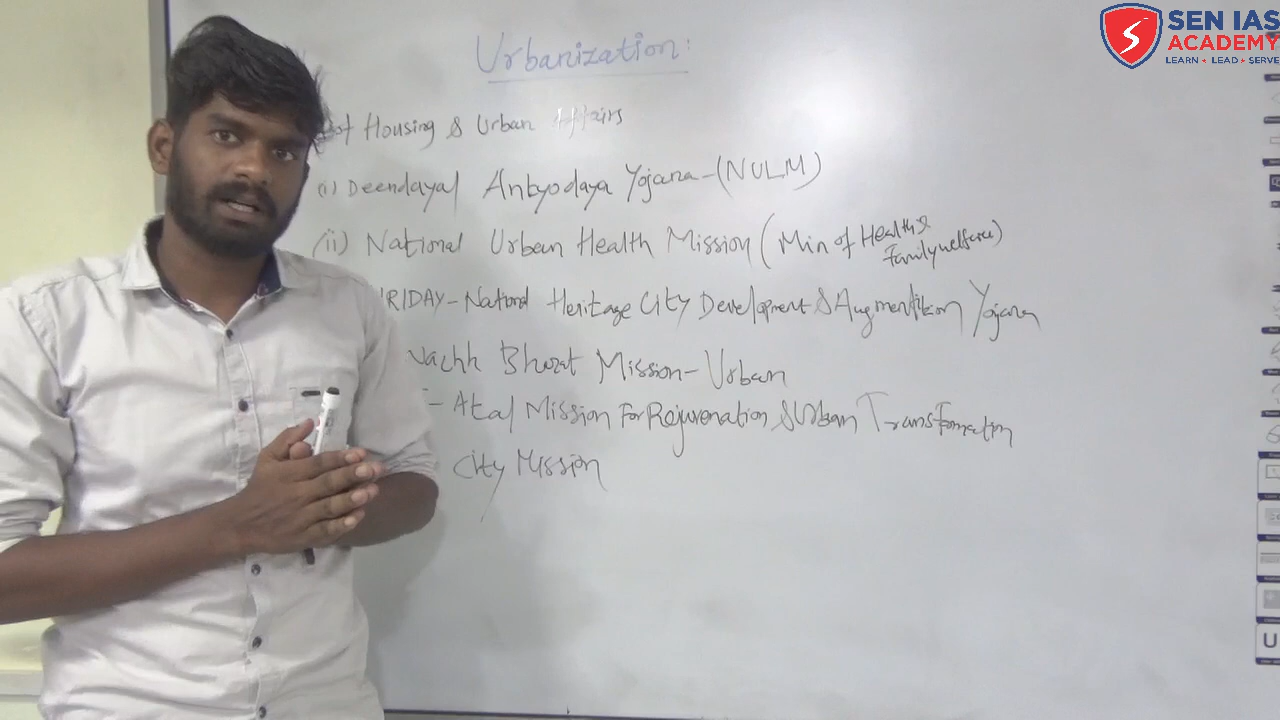 SEN IAS
ACADEMY
LEARN ★ LEAD ★ SERVE
Urbanization:
of Housing & Urban Affairs
(i) Deendayal Antyodaya Yojana - (NULM)
(ii) National Urban Health Mission (Min of Health &
Family welfare)
RIDAY - National Heritage City Development & Augmentation Yojana
vachh Bharat Mission - Urban
- Atal Mission For Rejuvenation & Urban Transformation
City Mission
U